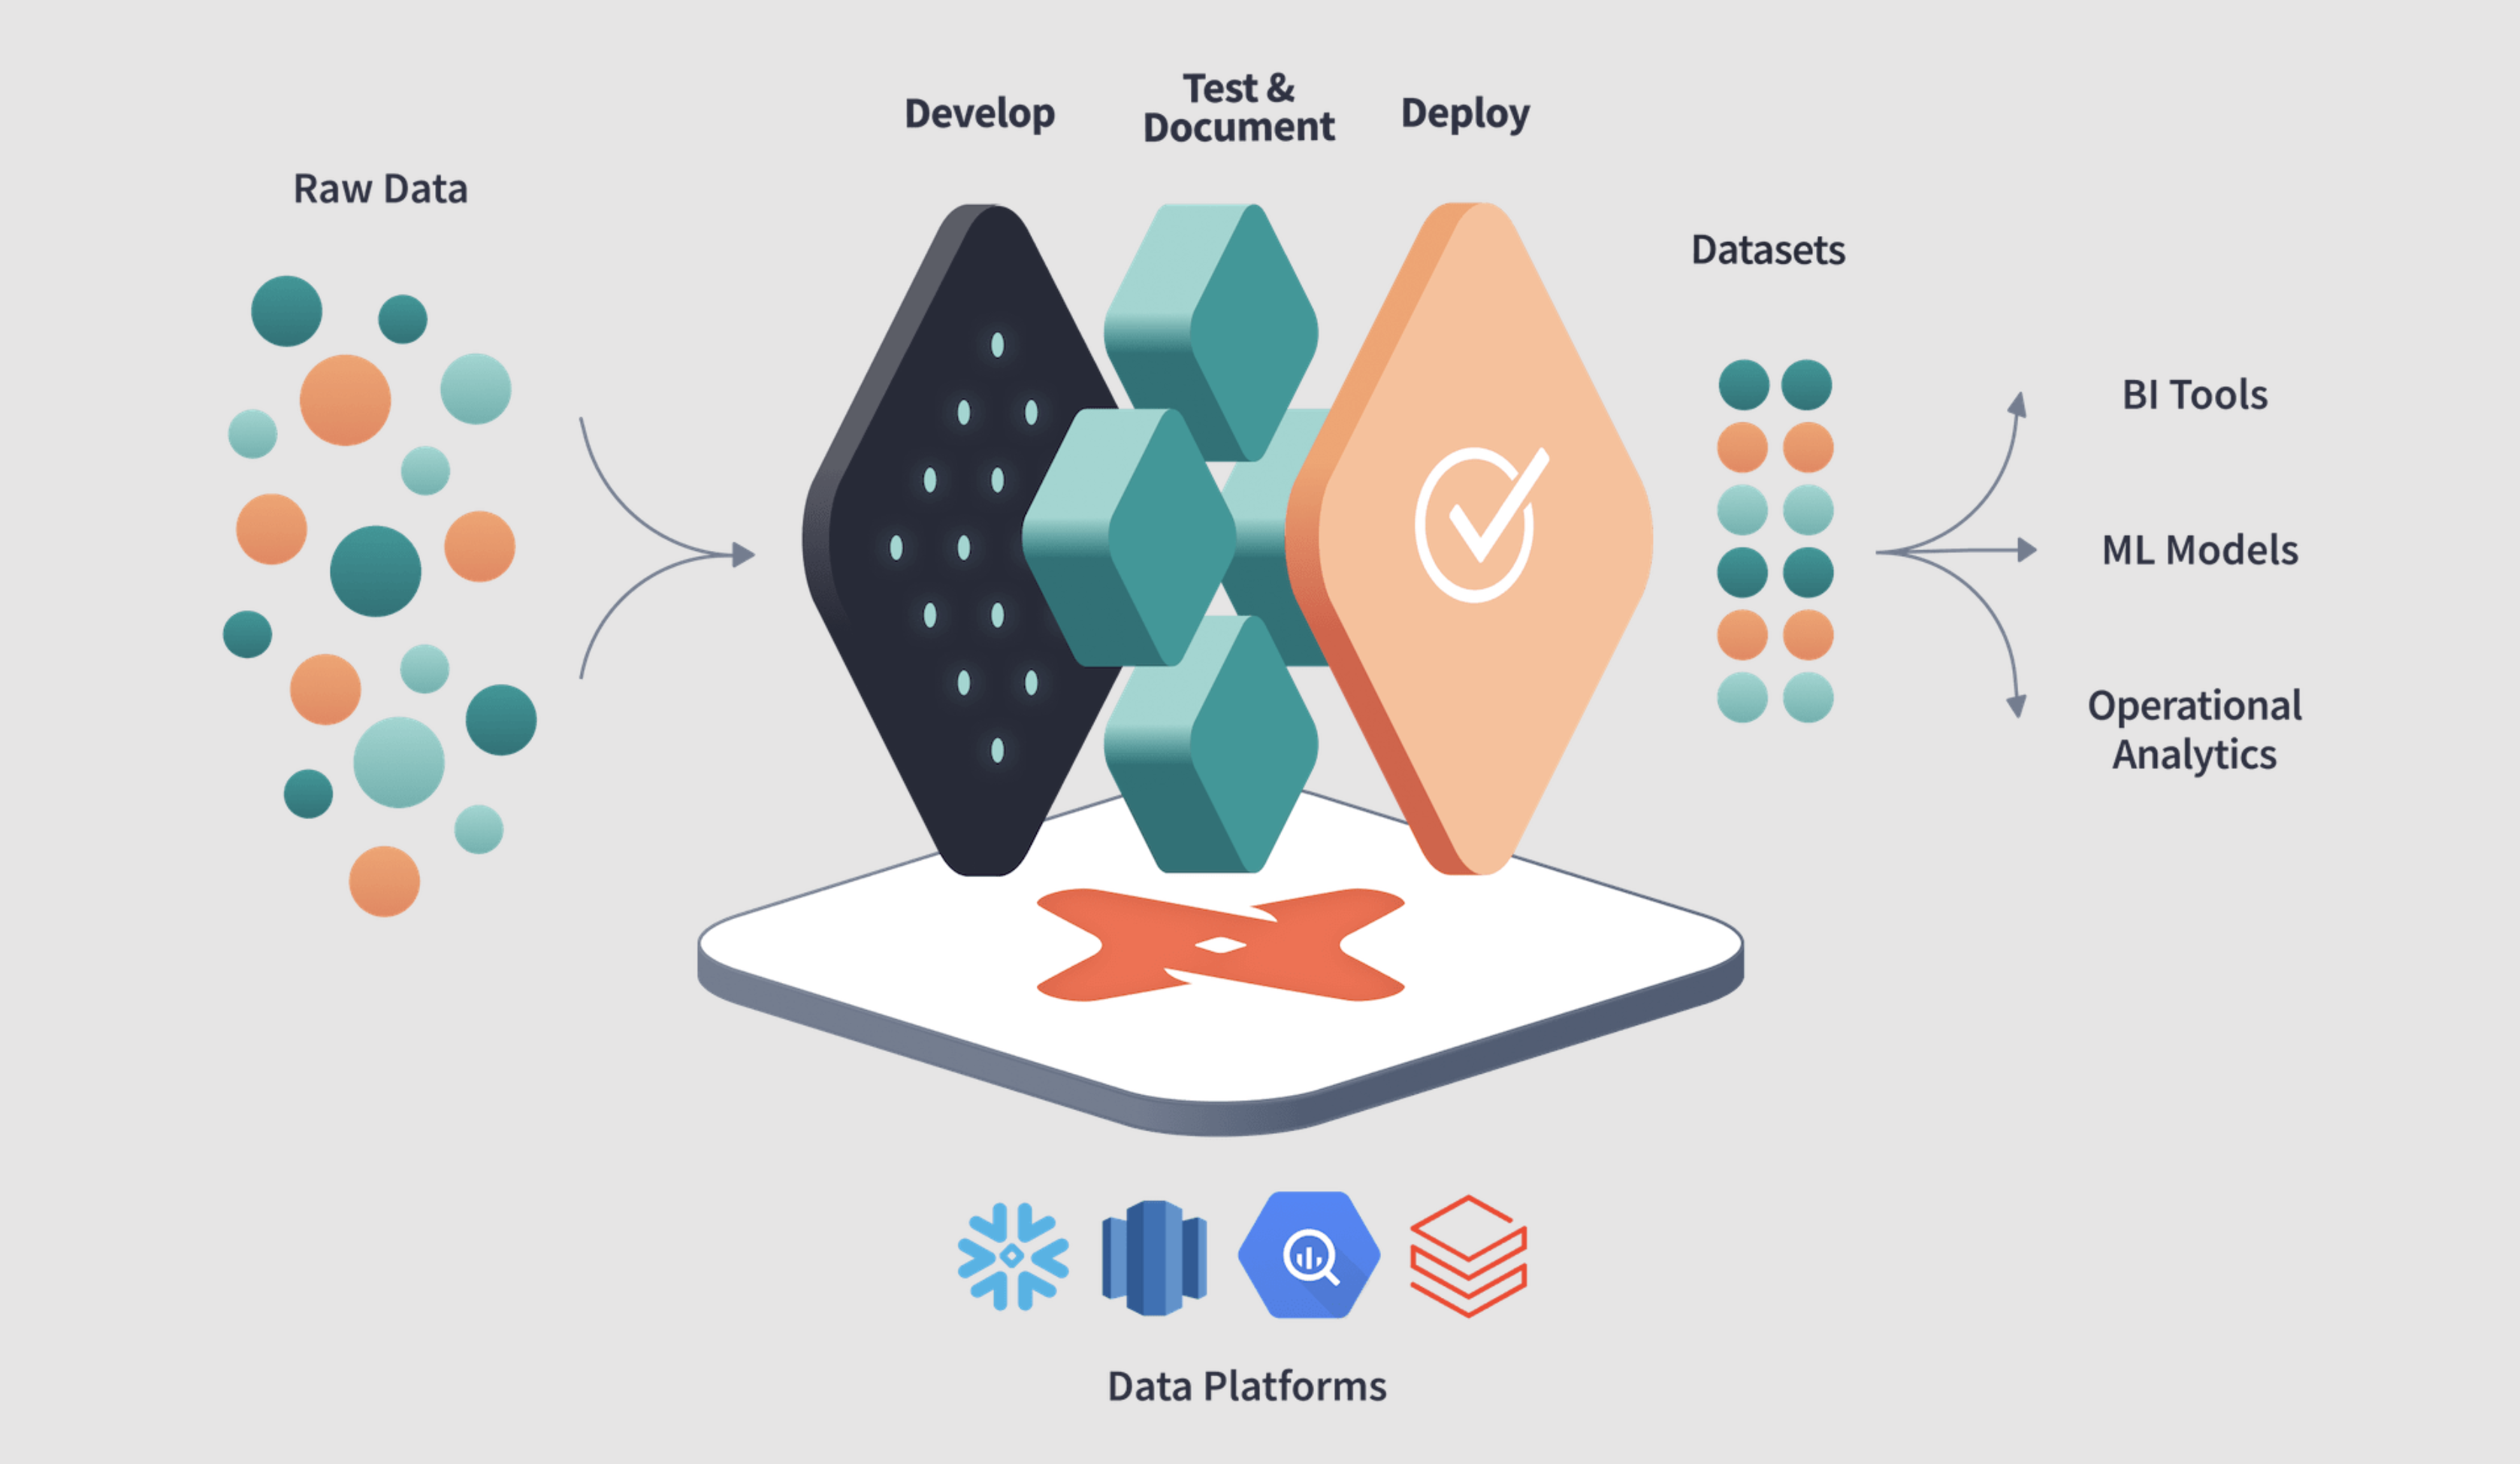 Raw Data
Develop
Test &
Document
Deploy
Datasets
BI Tools
ML Models
Operational
Analytics
Data Platforms